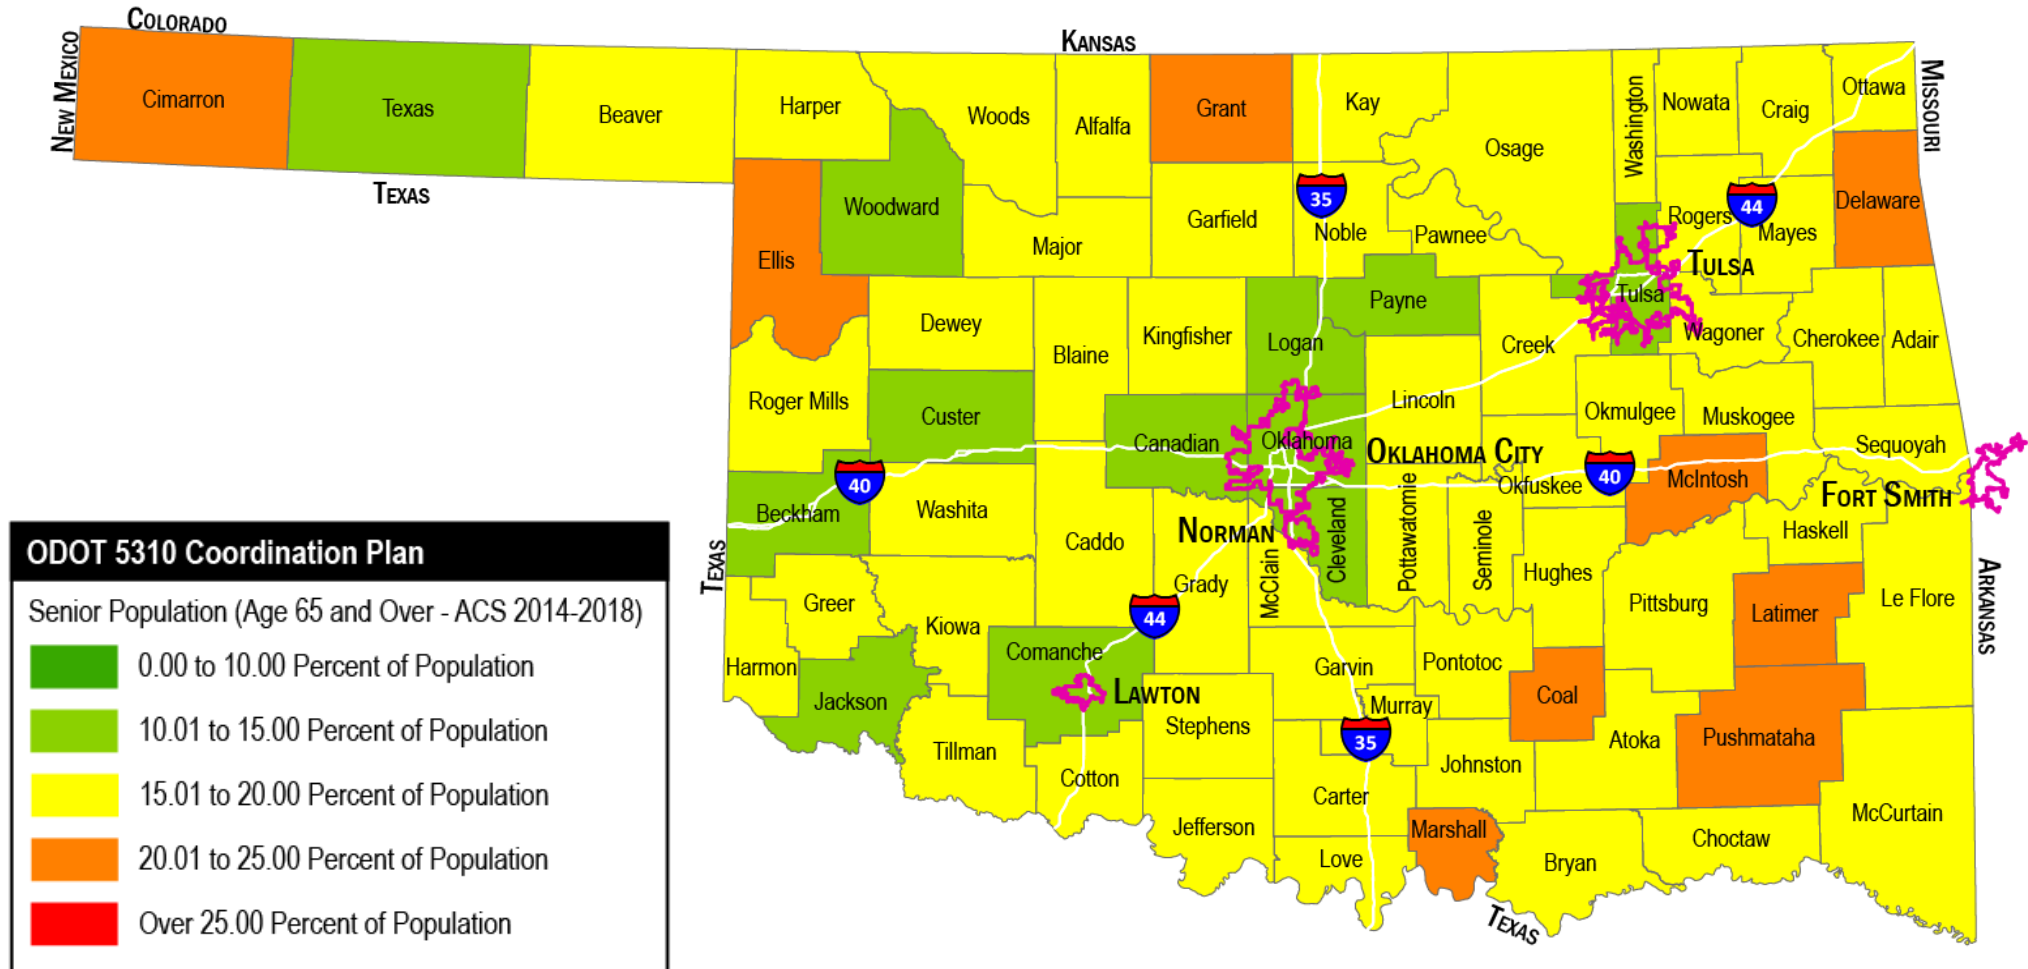 COLORADO
KANSAS
NEW MEXICO
MISSOURI
Cimarron
Texas
Beaver
Harper
Woods
Alfalfa
Grant
Kay
Osage
Washington
Nowata
Craig
Ottawa
TEXAS
Ellis
Woodward
Major
Garfield
35
Noble
Pawnee
Rogers
44
Mayes
Delaware
TULSA
Tulsa
Dewey
Blaine
Kingfisher
Logan
Payne
Creek
Wagoner
Cherokee
Adair
Roger Mills
Custer
Canadian
Oklahoma
Lincoln
OKLAHOMA CITY
Okmulgee
Muskogee
Sequoyah
40
Beckham
Washita
Caddo
NORMAN
Grady
McClain
Cleveland
Pottawatomie
Seminole
Okfuskee
40
McIntosh
FORT SMITH
Haskell
TEXAS
ARKANSAS
Greer
Kiowa
44
Hughes
Pittsburg
Latimer
Le Flore
Harmon
Jackson
Comanche
LAWTON
Garvin
Pontotoc
Coal
Murray
Stephens
35
Tillman
Cotton
Johnston
Atoka
Pushmataha
Carter
Jefferson
Marshall
Love
Bryan
Choctaw
McCurtain
TEXAS
ODOT 5310 Coordination Plan
Senior Population (Age 65 and Over - ACS 2014-2018)
0.00 to 10.00 Percent of Population
10.01 to 15.00 Percent of Population
15.01 to 20.00 Percent of Population
20.01 to 25.00 Percent of Population
Over 25.00 Percent of Population